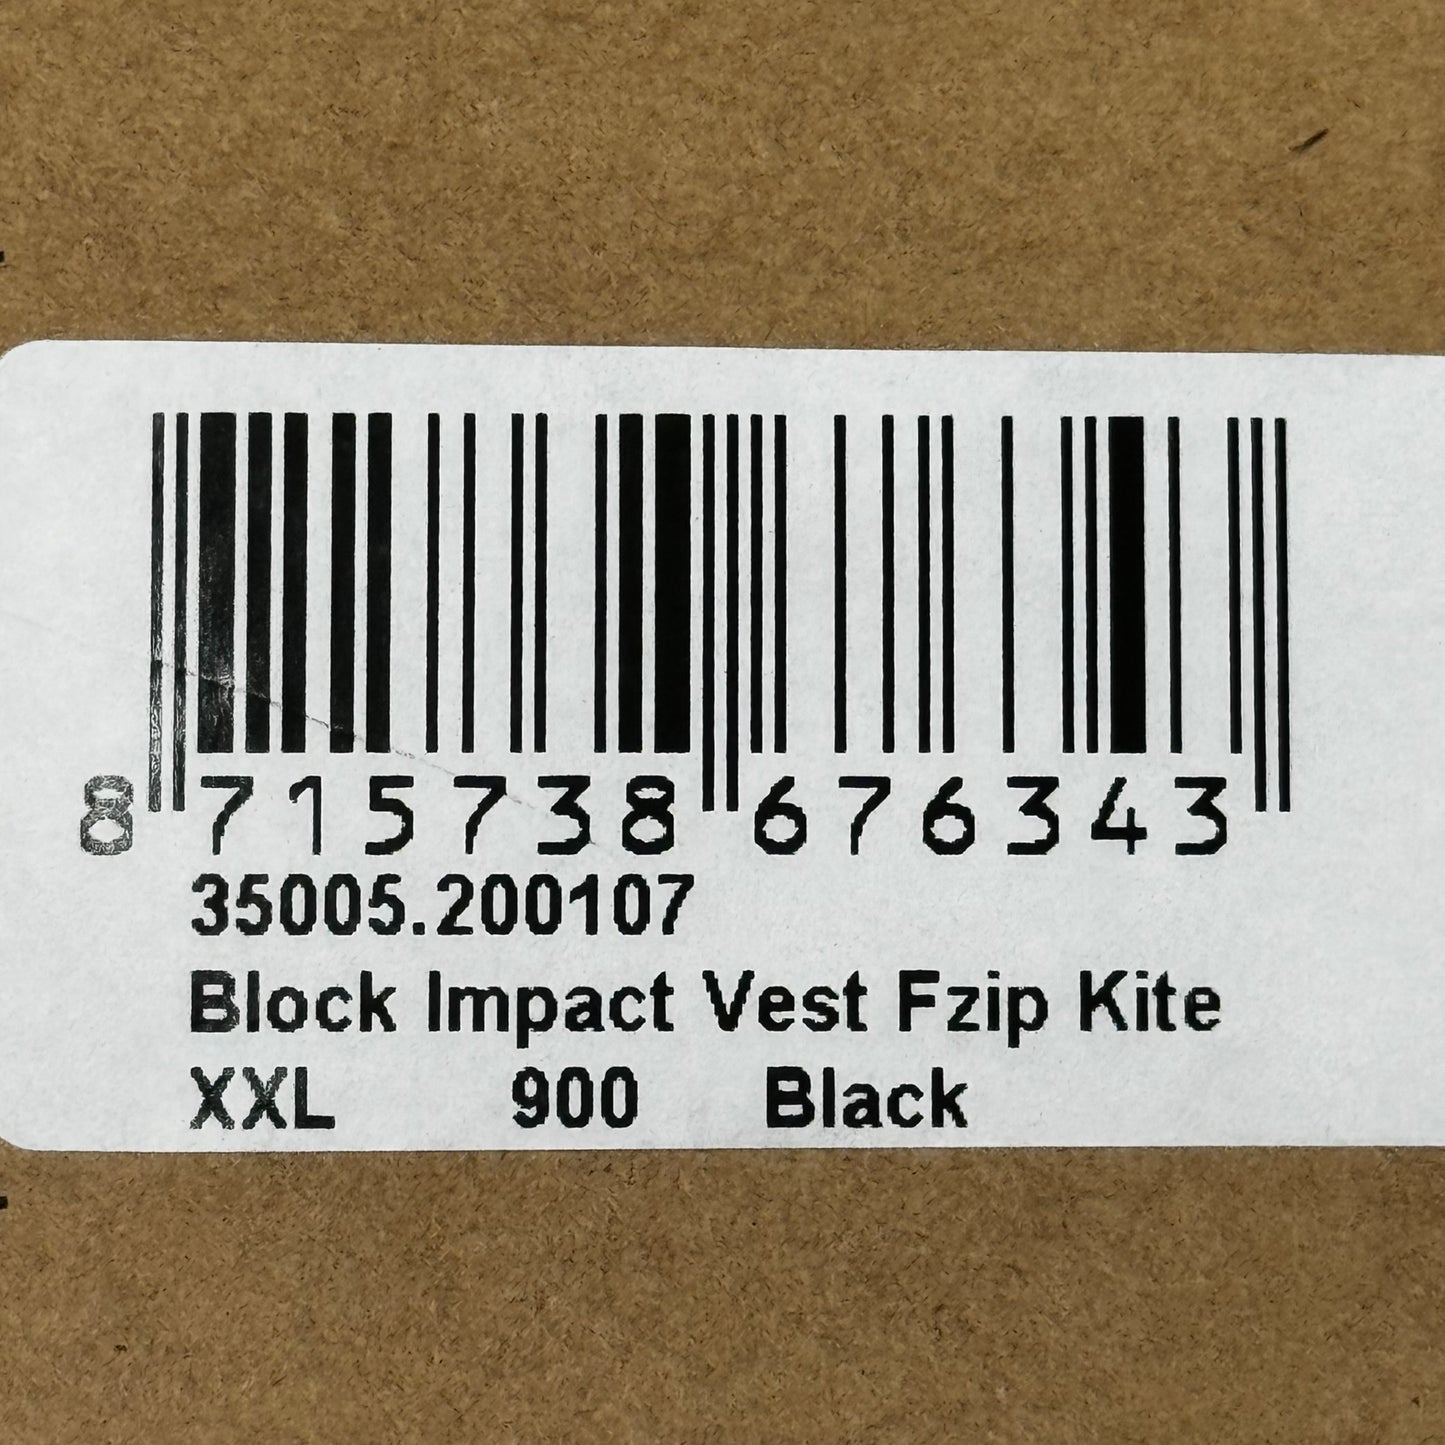 8 715738 676343
35005.200107
Block Impact Vest Fzip Kite
XXL 900 Black